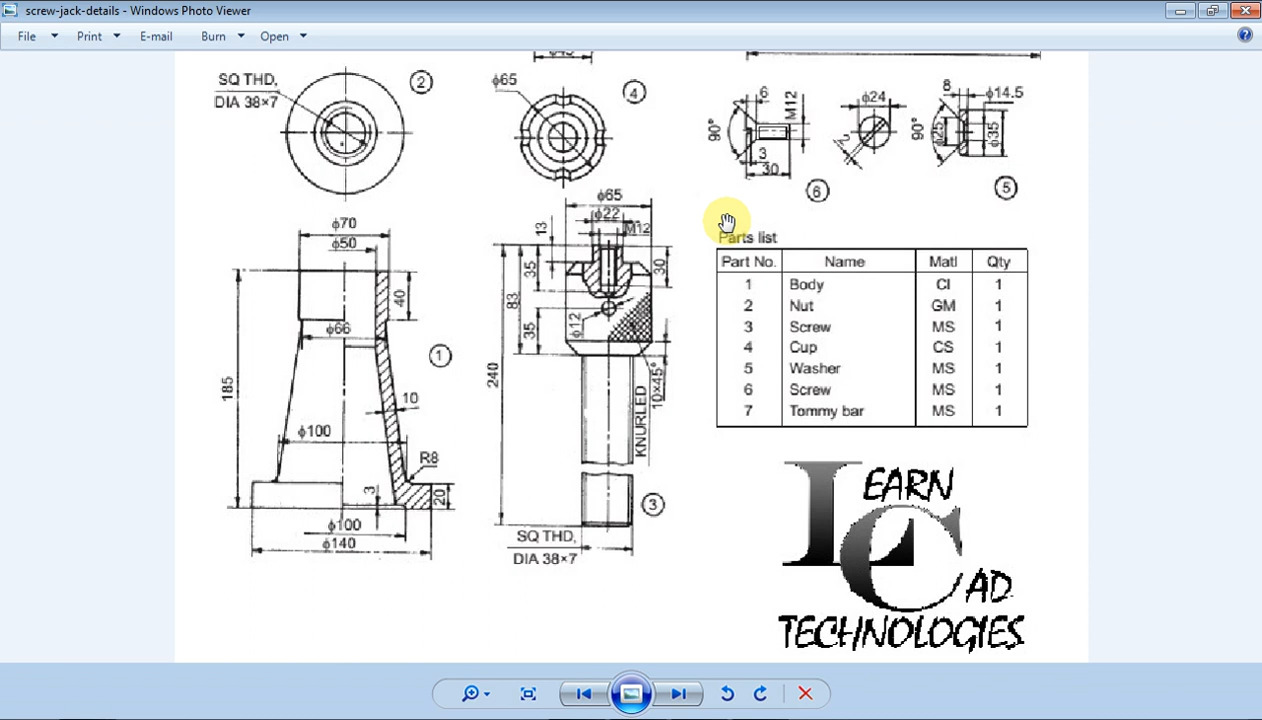 screw-jack-details - Windows Photo Viewer
File Print E-mail Burn Open
SQ THD,
DIA 38×7
2
ϕ65
4
6
M12
90°
3
30
6
ϕ24
2
8
ϕ14.5
90°
ϕ25
ϕ35
5
ϕ70
ϕ50
40
ϕ66
185
10
1
ϕ100
R8
3
20
ϕ100
ϕ140
ϕ65
ϕ22
M12
13
35
30
83
ϕ12
35
240
10×45°
KNURLED
3
SQ THD,
DIA 38×7
Parts list
Part No. Name Matl Qty
1 Body CI 1
2 Nut GM 1
3 Screw MS 1
4 Cup CS 1
5 Washer MS 1
6 Screw MS 1
7 Tommy bar MS 1
LEARN
CAD
TECHNOLOGIES